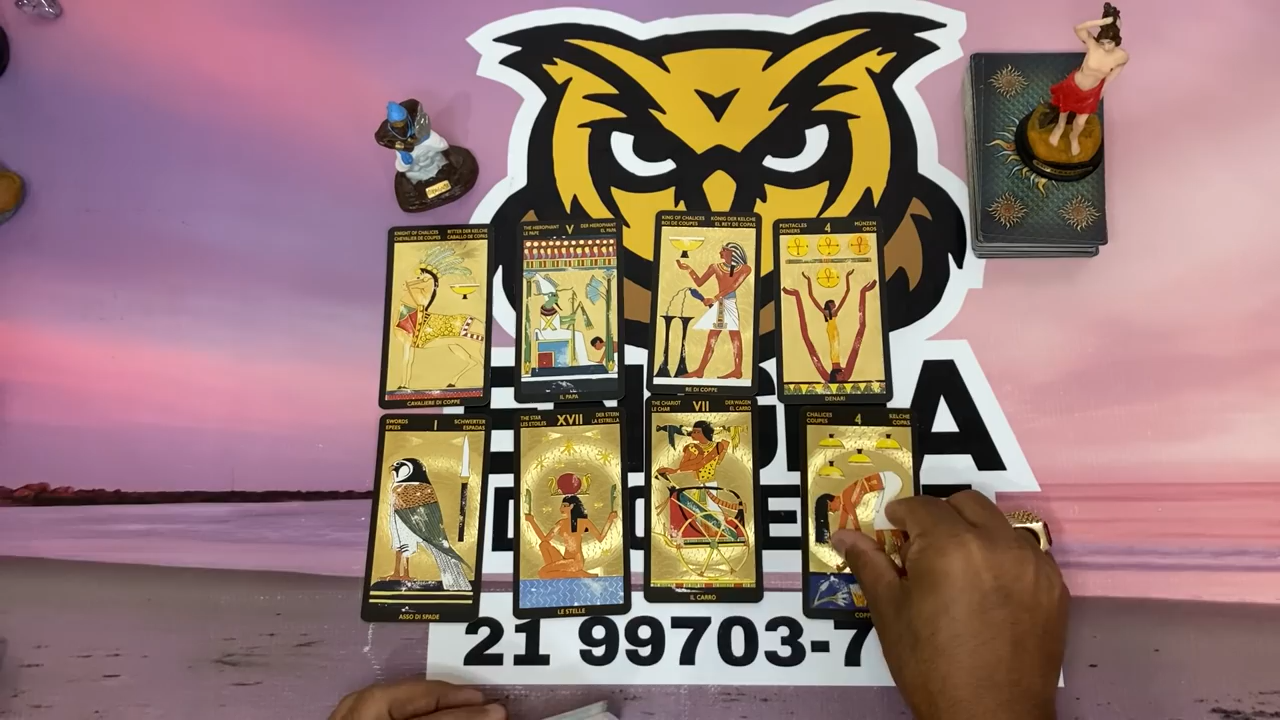 KNIGHT OF CHALICES RITTER DER KELCHE
CHEVALIER DE COUPES CABALLO DE COPAS
CAVALIERE DI COPPE
THE HIEROPHANT V DER HIEROPHANT
LE PAPE EL PAPA
IL PAPA
KING OF CHALICES KÖNIG DER KELCHE
ROI DE COUPES EL REY DE COPAS
RE DI COPPE
PENTACLES 4 MÜNZEN
DENIERS OROS
DENARI
SWORDS I SCHWERTER
EPEES ESPADAS
ASSO DI SPADE
THE STAR XVII DER STERN
LES ETOILES LA ESTRELLA
LE STELLE
THE CHARIOT VII DER WAGEN
LE CHAR EL CARRO
IL CARRO
CHALICES 4 KELCHE
COUPES COPAS
21 99703-7